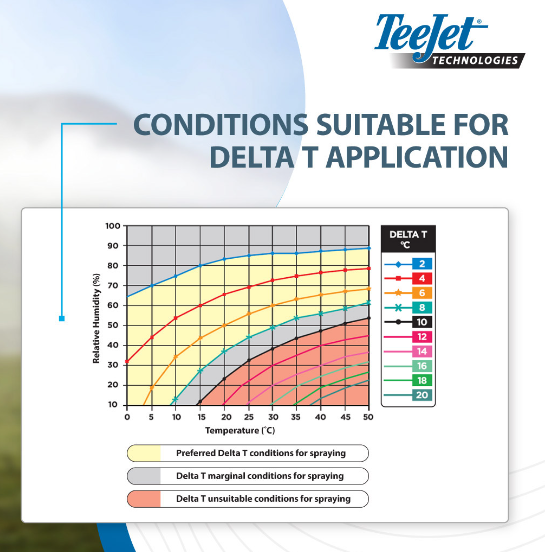 TeeJet®
TECHNOLOGIES
CONDITIONS SUITABLE FOR
DELTA T APPLICATION
Relative Humidity (%)
100
90
80
70
60
50
40
30
20
10
0 5 10 15 20 25 30 35 40 45 50
Temperature (°C)
DELTA T
°C
2
4
6
8
10
12
14
16
18
20
Preferred Delta T conditions for spraying
Delta T marginal conditions for spraying
Delta T unsuitable conditions for spraying